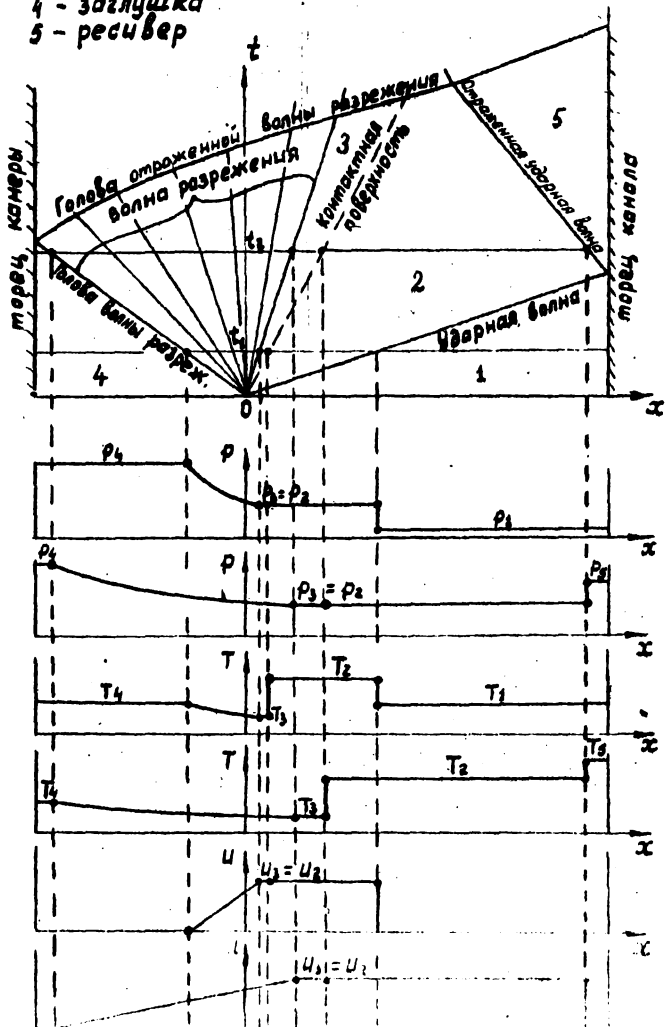 4 - заглушка
5 - ресивер
t
Голова отраженной волны разрежения
волна разрежения
3
контактная поверхность
Отраженная ударная волна
5
торец камеры
торец канала
t₂
2
Голова волны разреж.
t₁
Ударная волна
4
1
0
x
P₄
P
P₃=P₂
P₁
x
P₄
P
P₃ = P₂
P₅
x
T
T₄
T₃
T₂
T₁
x
T
T₄
T₃
T₂
T₅
x
u
u₃ = u₂
x
u₃ = u₂